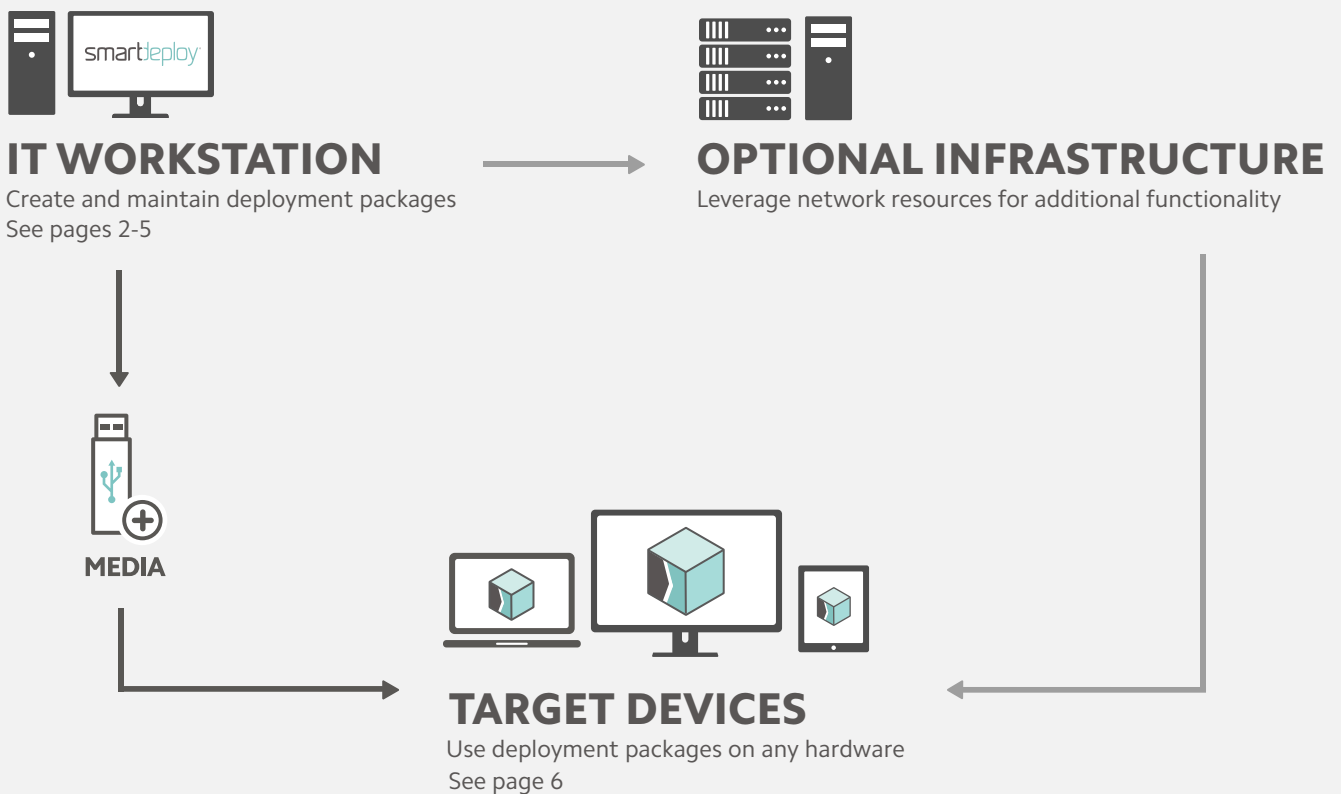 smartdeploy
IT WORKSTATION
Create and maintain deployment packages
See pages 2-5
OPTIONAL INFRASTRUCTURE
Leverage network resources for additional functionality
MEDIA
TARGET DEVICES
Use deployment packages on any hardware
See page 6